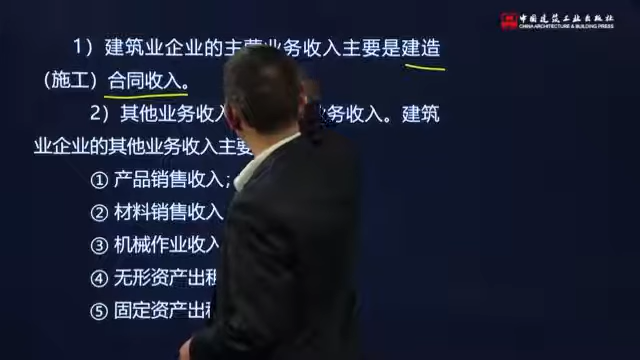 中国建筑工业出版社
CHINA ARCHITECTURE & BUILDING PRESS
1）建筑业企业的主营业务收入主要是建造
（施工）合同收入。
2）其他业务收 务收入。建筑
业企业的其他业务收入主要
① 产品销售收入；
② 材料销售收入
③ 机械作业收入
④ 无形资产出租
⑤ 固定资产出租